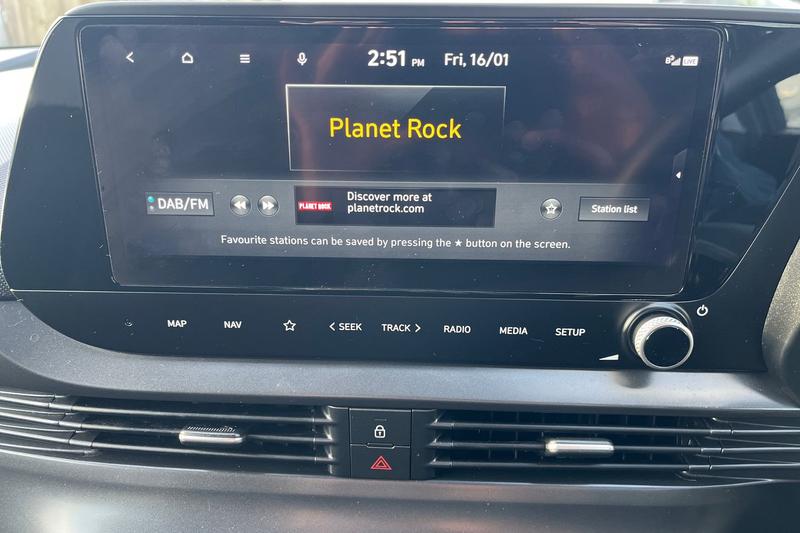 2:51 PM Fri, 16/01
LIVE
Planet Rock
DAB/FM
PLANET ROCK
Discover more at
planetrock.com
Station list
Favourite stations can be saved by pressing the ★ button on the screen.
MAP NAV < SEEK TRACK > RADIO MEDIA SETUP